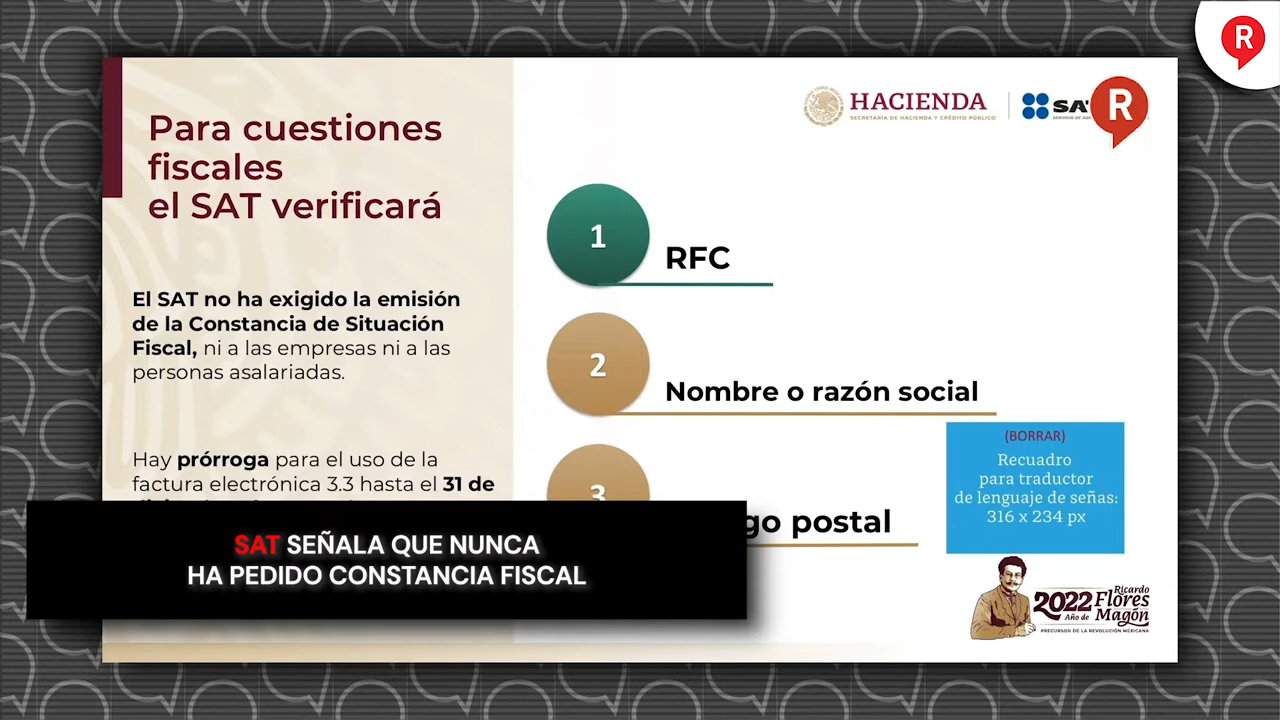 R
HACIENDA
SECRETARÍA DE HACIENDA Y CRÉDITO PÚBLICO
R
Para cuestiones
fiscales
el SAT verificará
El SAT no ha exigido la emisión
de la Constancia de Situación
Fiscal, ni a las empresas ni a las
personas asalariadas.
Hay prórroga para el uso de la
factura electrónica 3.3 hasta el 31 de
1
RFC
2
Nombre o razón social
3
postal
(BORRAR)
Recuadro
para traductor
de lenguaje de señas:
316 x 234 px
SAT SEÑALA QUE NUNCA
HA PEDIDO CONSTANCIA FISCAL
2022 Ricardo
Año de Flores
Magón
PRECURSOR DE LA REVOLUCIÓN MEXICANA